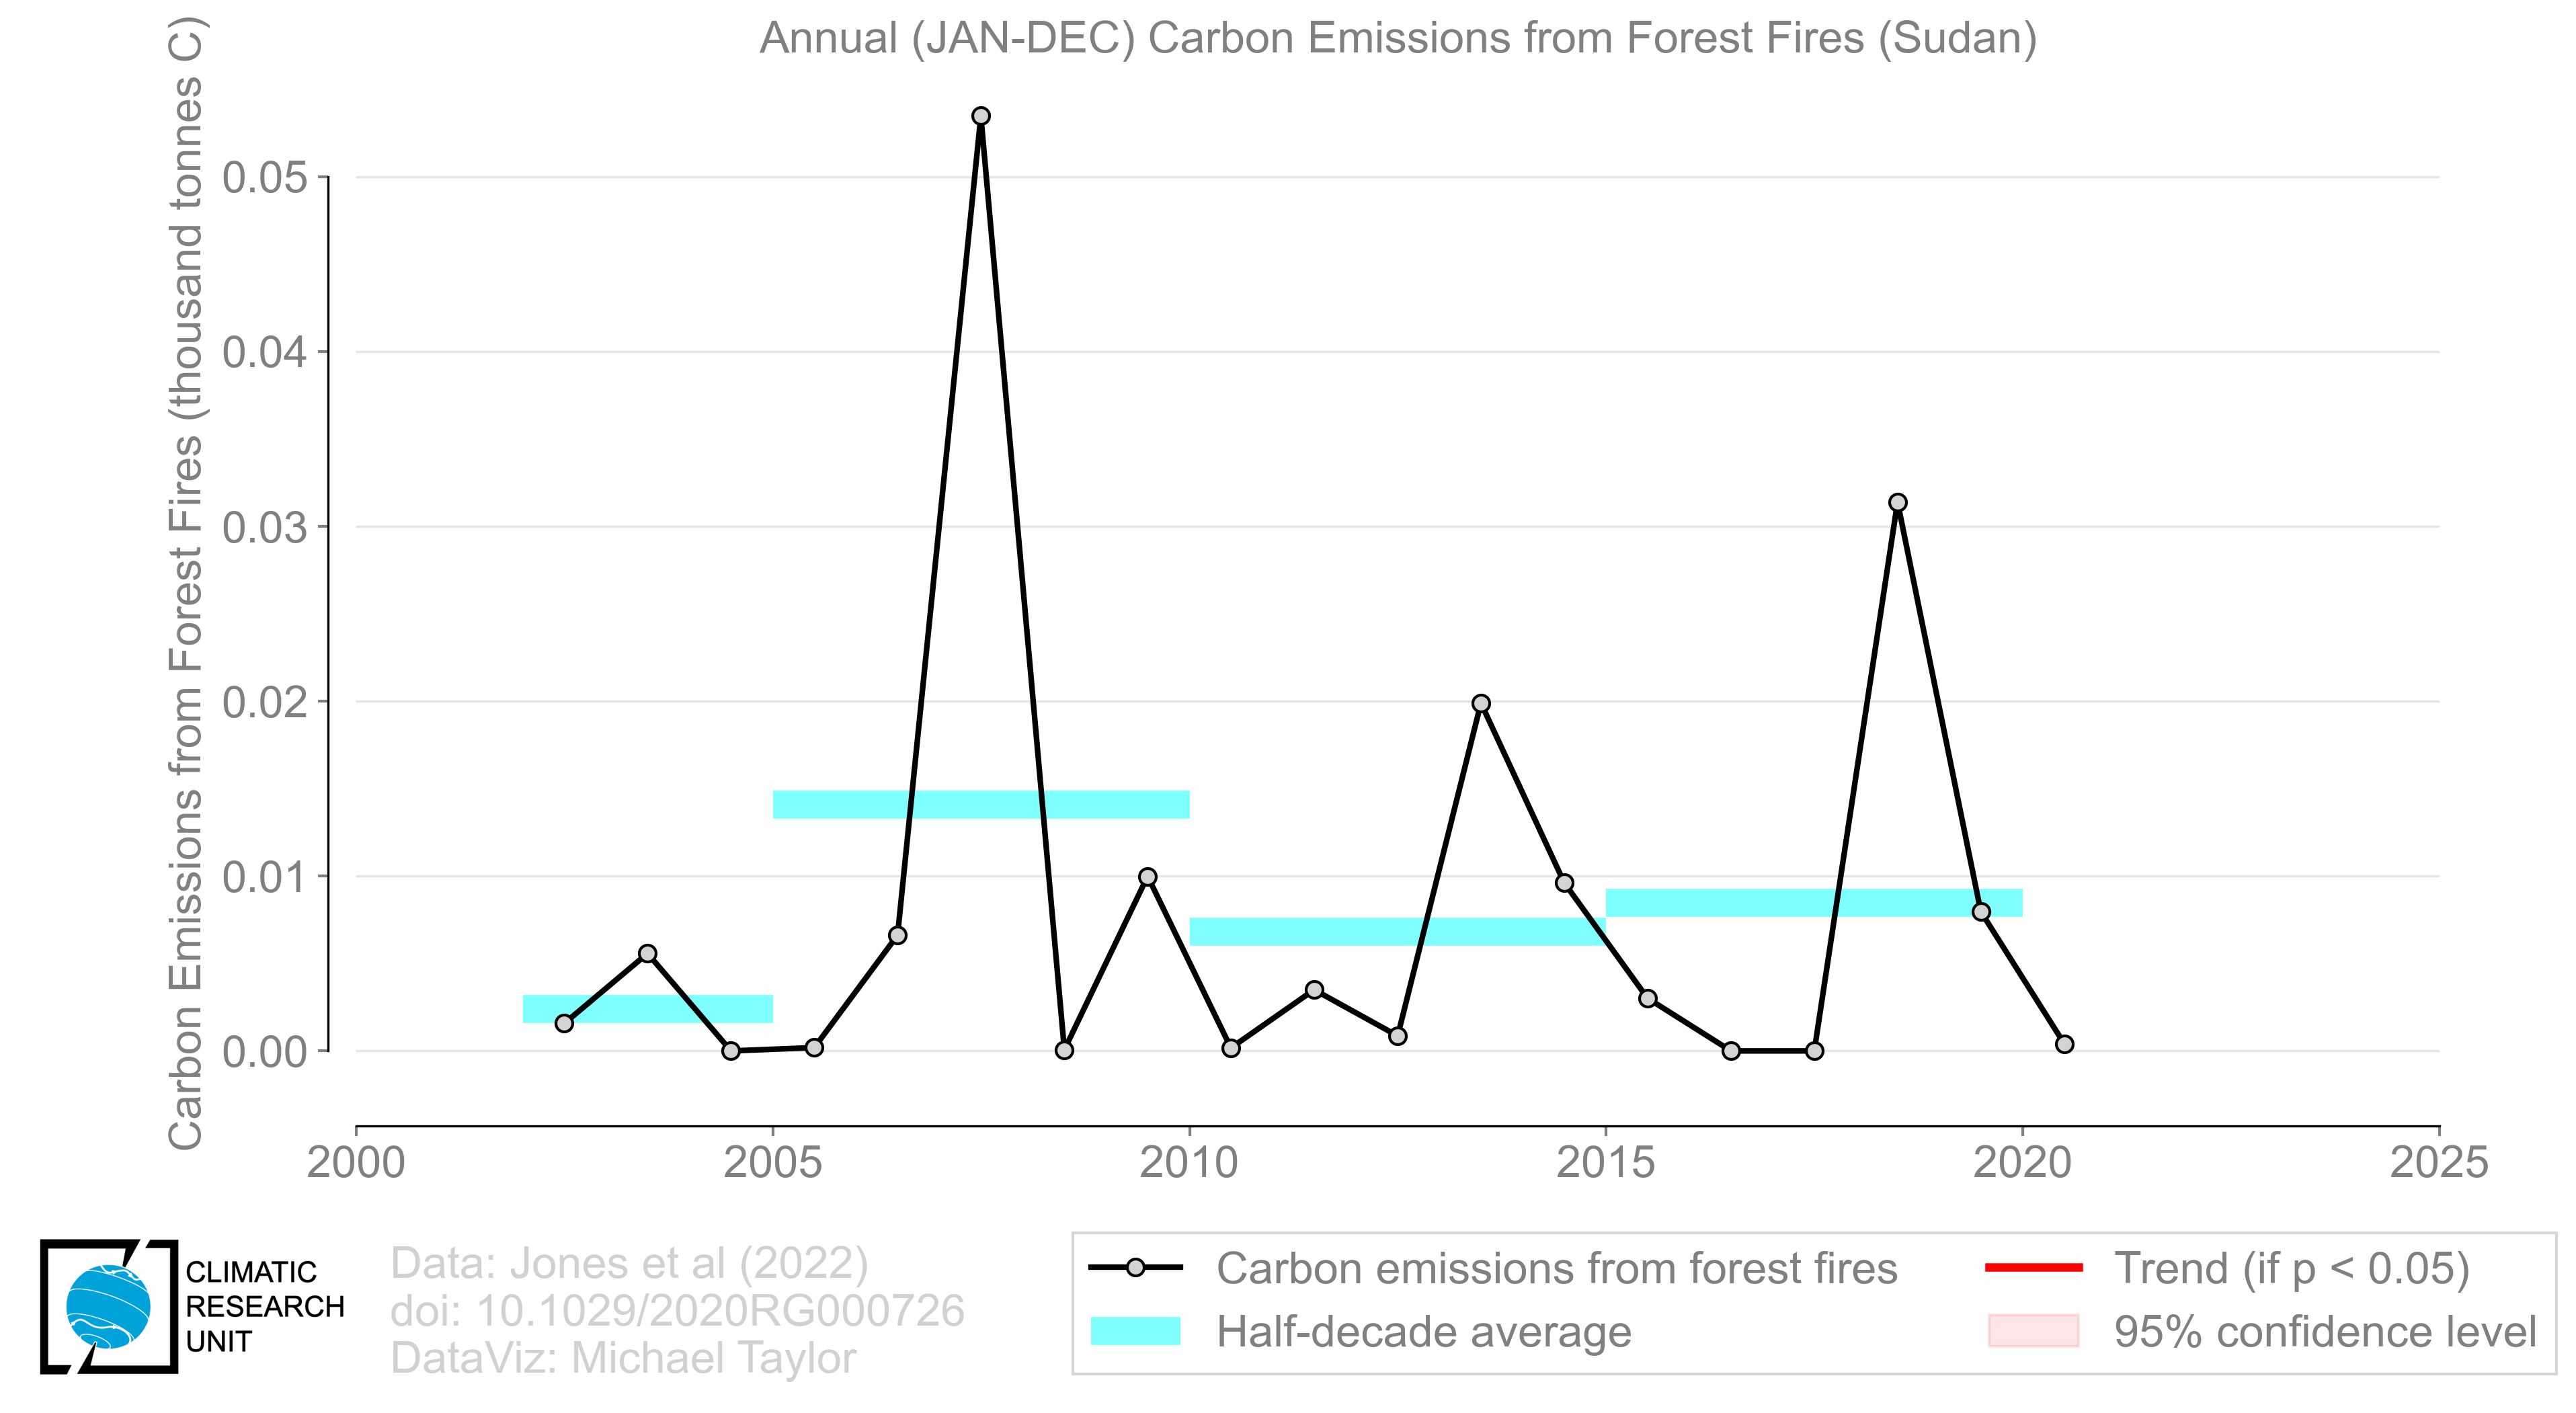 Annual (JAN-DEC) Carbon Emissions from Forest Fires (Sudan)
Carbon Emissions from Forest Fires (thousand tonnes C)
0.05
0.04
0.03
0.02
0.01
0.00
2000 2005 2010 2015 2020 2025
CLIMATIC
RESEARCH
UNIT
Data: Jones et al (2022)
doi: 10.1029/2020RG000726
DataViz: Michael Taylor
Carbon emissions from forest fires
Half-decade average
Trend (if p < 0.05)
95% confidence level